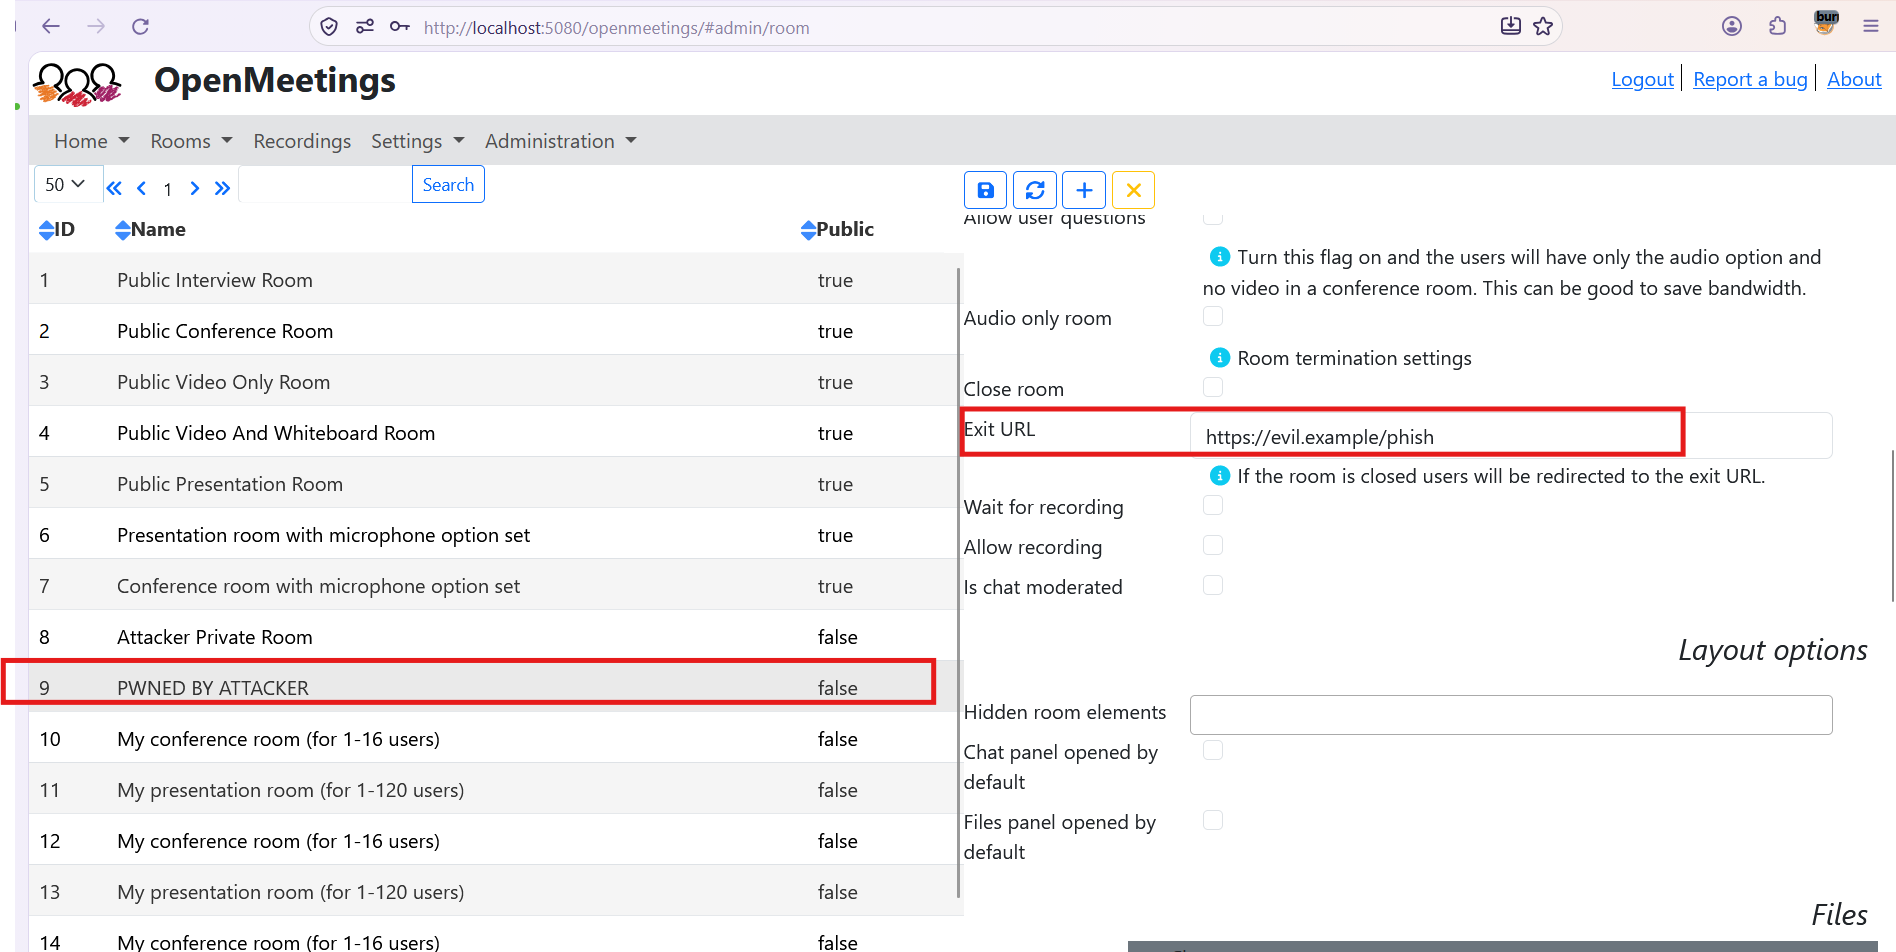 http://localhost:5080/openmeetings/#admin/room
bur
OpenMeetings
Logout Report a bug About
Home Rooms Recordings Settings Administration
50 1 Search
ID Name Public
1 Public Interview Room true
2 Public Conference Room true
3 Public Video Only Room true
4 Public Video And Whiteboard Room true
5 Public Presentation Room true
6 Presentation room with microphone option set true
7 Conference room with microphone option set true
8 Attacker Private Room false
9 PWNED BY ATTACKER false
10 My conference room (for 1-16 users) false
11 My presentation room (for 1-120 users) false
12 My conference room (for 1-16 users) false
13 My presentation room (for 1-120 users) false
14 My conference room (for 1-16 users) false
Allow user questions
Turn this flag on and the users will have only the audio option and
no video in a conference room. This can be good to save bandwidth.
Audio only room
Room termination settings
Close room
Exit URL https://evil.example/phish
If the room is closed users will be redirected to the exit URL.
Wait for recording
Allow recording
Is chat moderated
Layout options
Hidden room elements
Chat panel opened by
default
Files panel opened by
default
Files